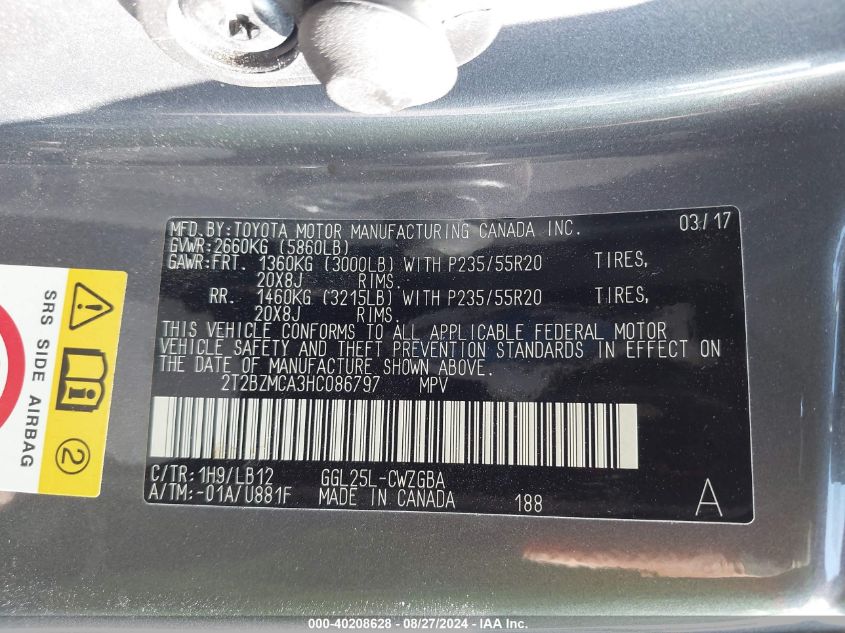 MFD.BY:TOYOTA MOTOR MANUFACTURING CANADA INC. 03/17
GVWR:2660KG (5860LB)
GAWR:FRT. 1360KG (3000LB) WITH P235/55R20 TIRES,
20X8J RIMS.
RR. 1460KG (3215LB) WITH P235/55R20 TIRES,
20X8J RIMS.
THIS VEHICLE CONFORMS TO ALL APPLICABLE FEDERAL MOTOR
VEHICLE SAFETY AND THEFT PREVENTION STANDARDS IN EFFECT ON
THE DATE OF MANUFACTURE SHOWN ABOVE.
2T2BZMCA3HC086797 MPV
C/TR:1H9/LB12 GGL25L-CWZGBA
A/TM:-01A/U881F MADE IN CANADA 188 A
SRS SIDE AIRBAG
2
000-40208628 - 08/27/2024 - IAA Inc.